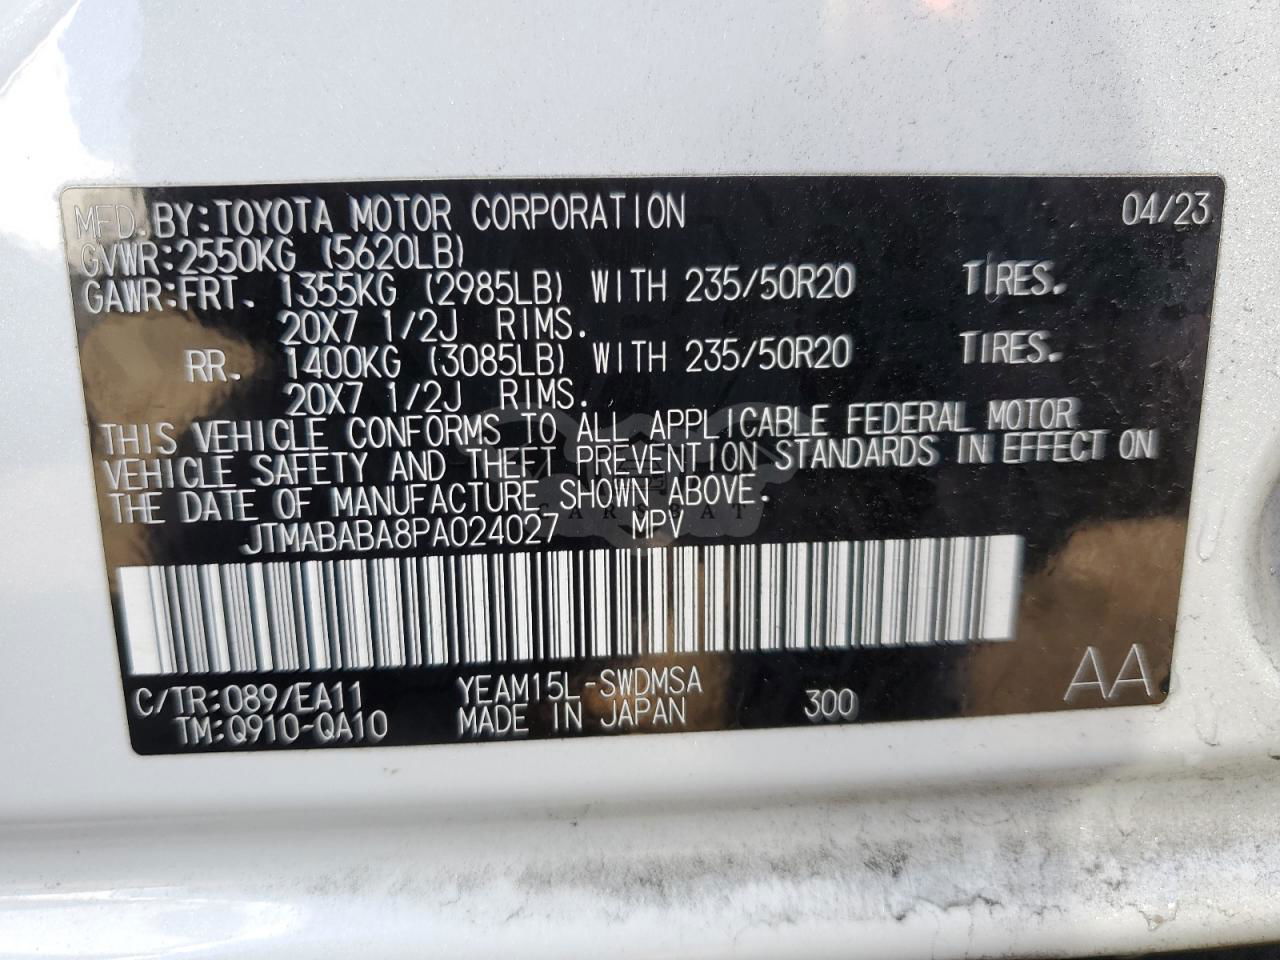 MFD.BY:TOYOTA MOTOR CORPORATION 04/23
GVWR:2550KG (5620LB)
GAWR:FRT. 1355KG (2985LB) WITH 235/50R20 TIRES.
20X7 1/2J RIMS.
RR. 1400KG (3085LB) WITH 235/50R20 TIRES.
20X7 1/2J RIMS.
THIS VEHICLE CONFORMS TO ALL APPLICABLE FEDERAL MOTOR
VEHICLE SAFETY AND THEFT PREVENTION STANDARDS IN EFFECT ON
THE DATE OF MANUFACTURE SHOWN ABOVE.
CARSBAT
JTMABABA8PA024027 MPV
C/TR:089/EA11 YEAM15L-SWDMSA 300 AA
TM:Q910-QA10 MADE IN JAPAN